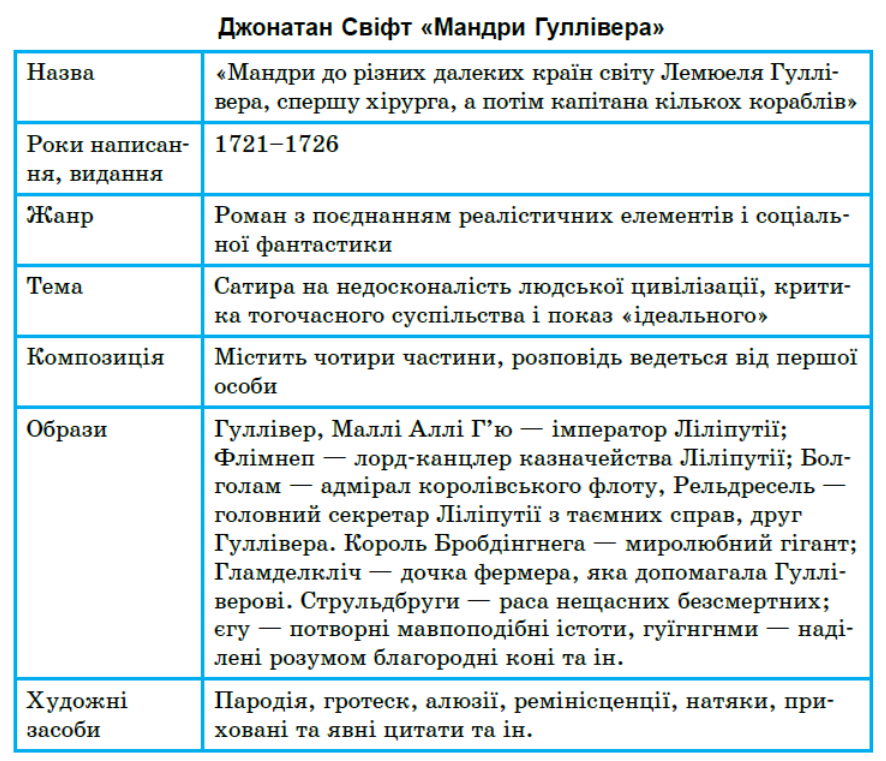 Джонатан Свіфт «Мандри Гуллівера»
Назва
«Мандри до різних далеких країн світу Лемюеля Гуллі-
вера, спершу хірурга, а потім капітана кількох кораблів»
Роки написан-
ня, видання
1721–1726
Жанр
Роман з поєднанням реалістичних елементів і соціаль-
ної фантастики
Тема
Сатира на недосконалість людської цивілізації, крити-
ка тогочасного суспільства і показ «ідеального»
Композиція
Містить чотири частини, розповідь ведеться від першої
особи
Образи
Гуллівер, Маллі Аллі Г’ю — імператор Ліліпутії;
Флімнеп — лорд-канцлер казначейства Ліліпутії; Бол-
голам — адмірал королівського флоту, Рельдресель —
головний секретар Ліліпутії з таємних справ, друг
Гуллівера. Король Бробдінгнега — миролюбний гігант;
Гламделкліч — дочка фермера, яка допомагала Гуллі-
верові. Струльдбруги — раса нещасних безсмертних;
єгу — потворні мавпоподібні істоти, гуїгнгнми — наді-
лені розумом благородні коні та ін.
Художні
засоби
Пародія, гротеск, алюзії, ремінісценції, натяки, при-
ховані та явні цитати та ін.